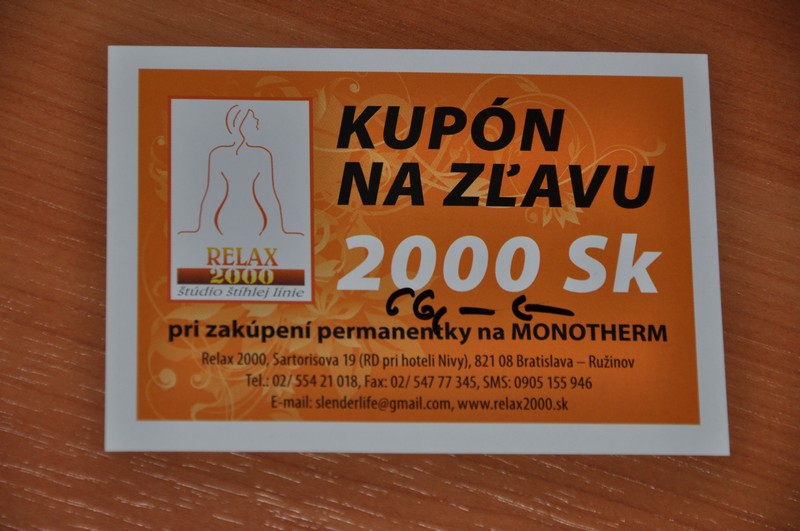 KUPÓN
NA ZĽAVU
2000 Sk
RELAX
2000
štúdio štíhlej línie
pri zakúpení permanentky na MONOTHERM
Relax 2000, Sartorisova 19 (RD pri hoteli Nivy), 821 08 Bratislava – Ružinov
Tel.: 02/ 554 21 018, Fax: 02/ 547 77 345, SMS: 0905 155 946
E-mail: slenderlife@gmail.com, www.relax2000.sk